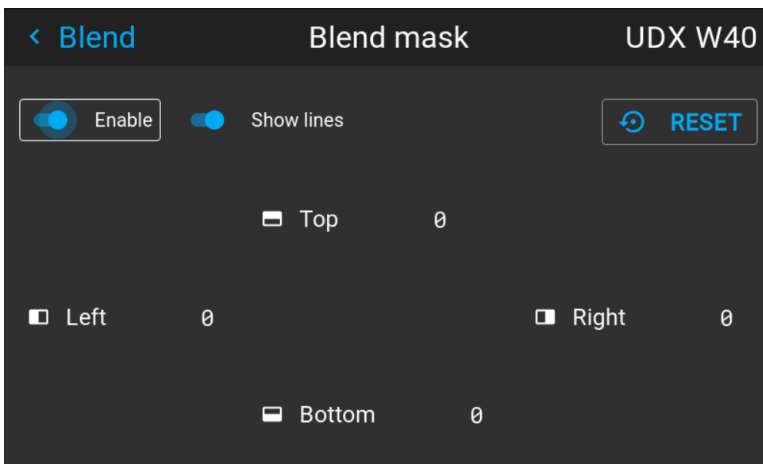 Blend Blend mask UDX W40
Enable Show lines RESET
Top 0
Left 0 Right 0
Bottom 0